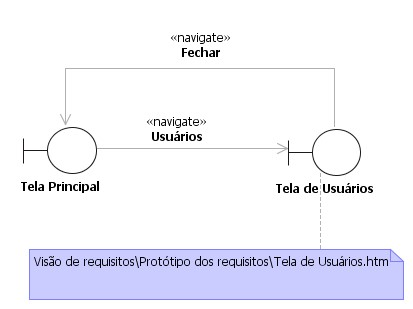 «navigate»
Fechar
«navigate»
Usuários
Tela Principal
Tela de Usuários
Visão de requisitos\Protótipo dos requisitos\Tela de Usuários.htm